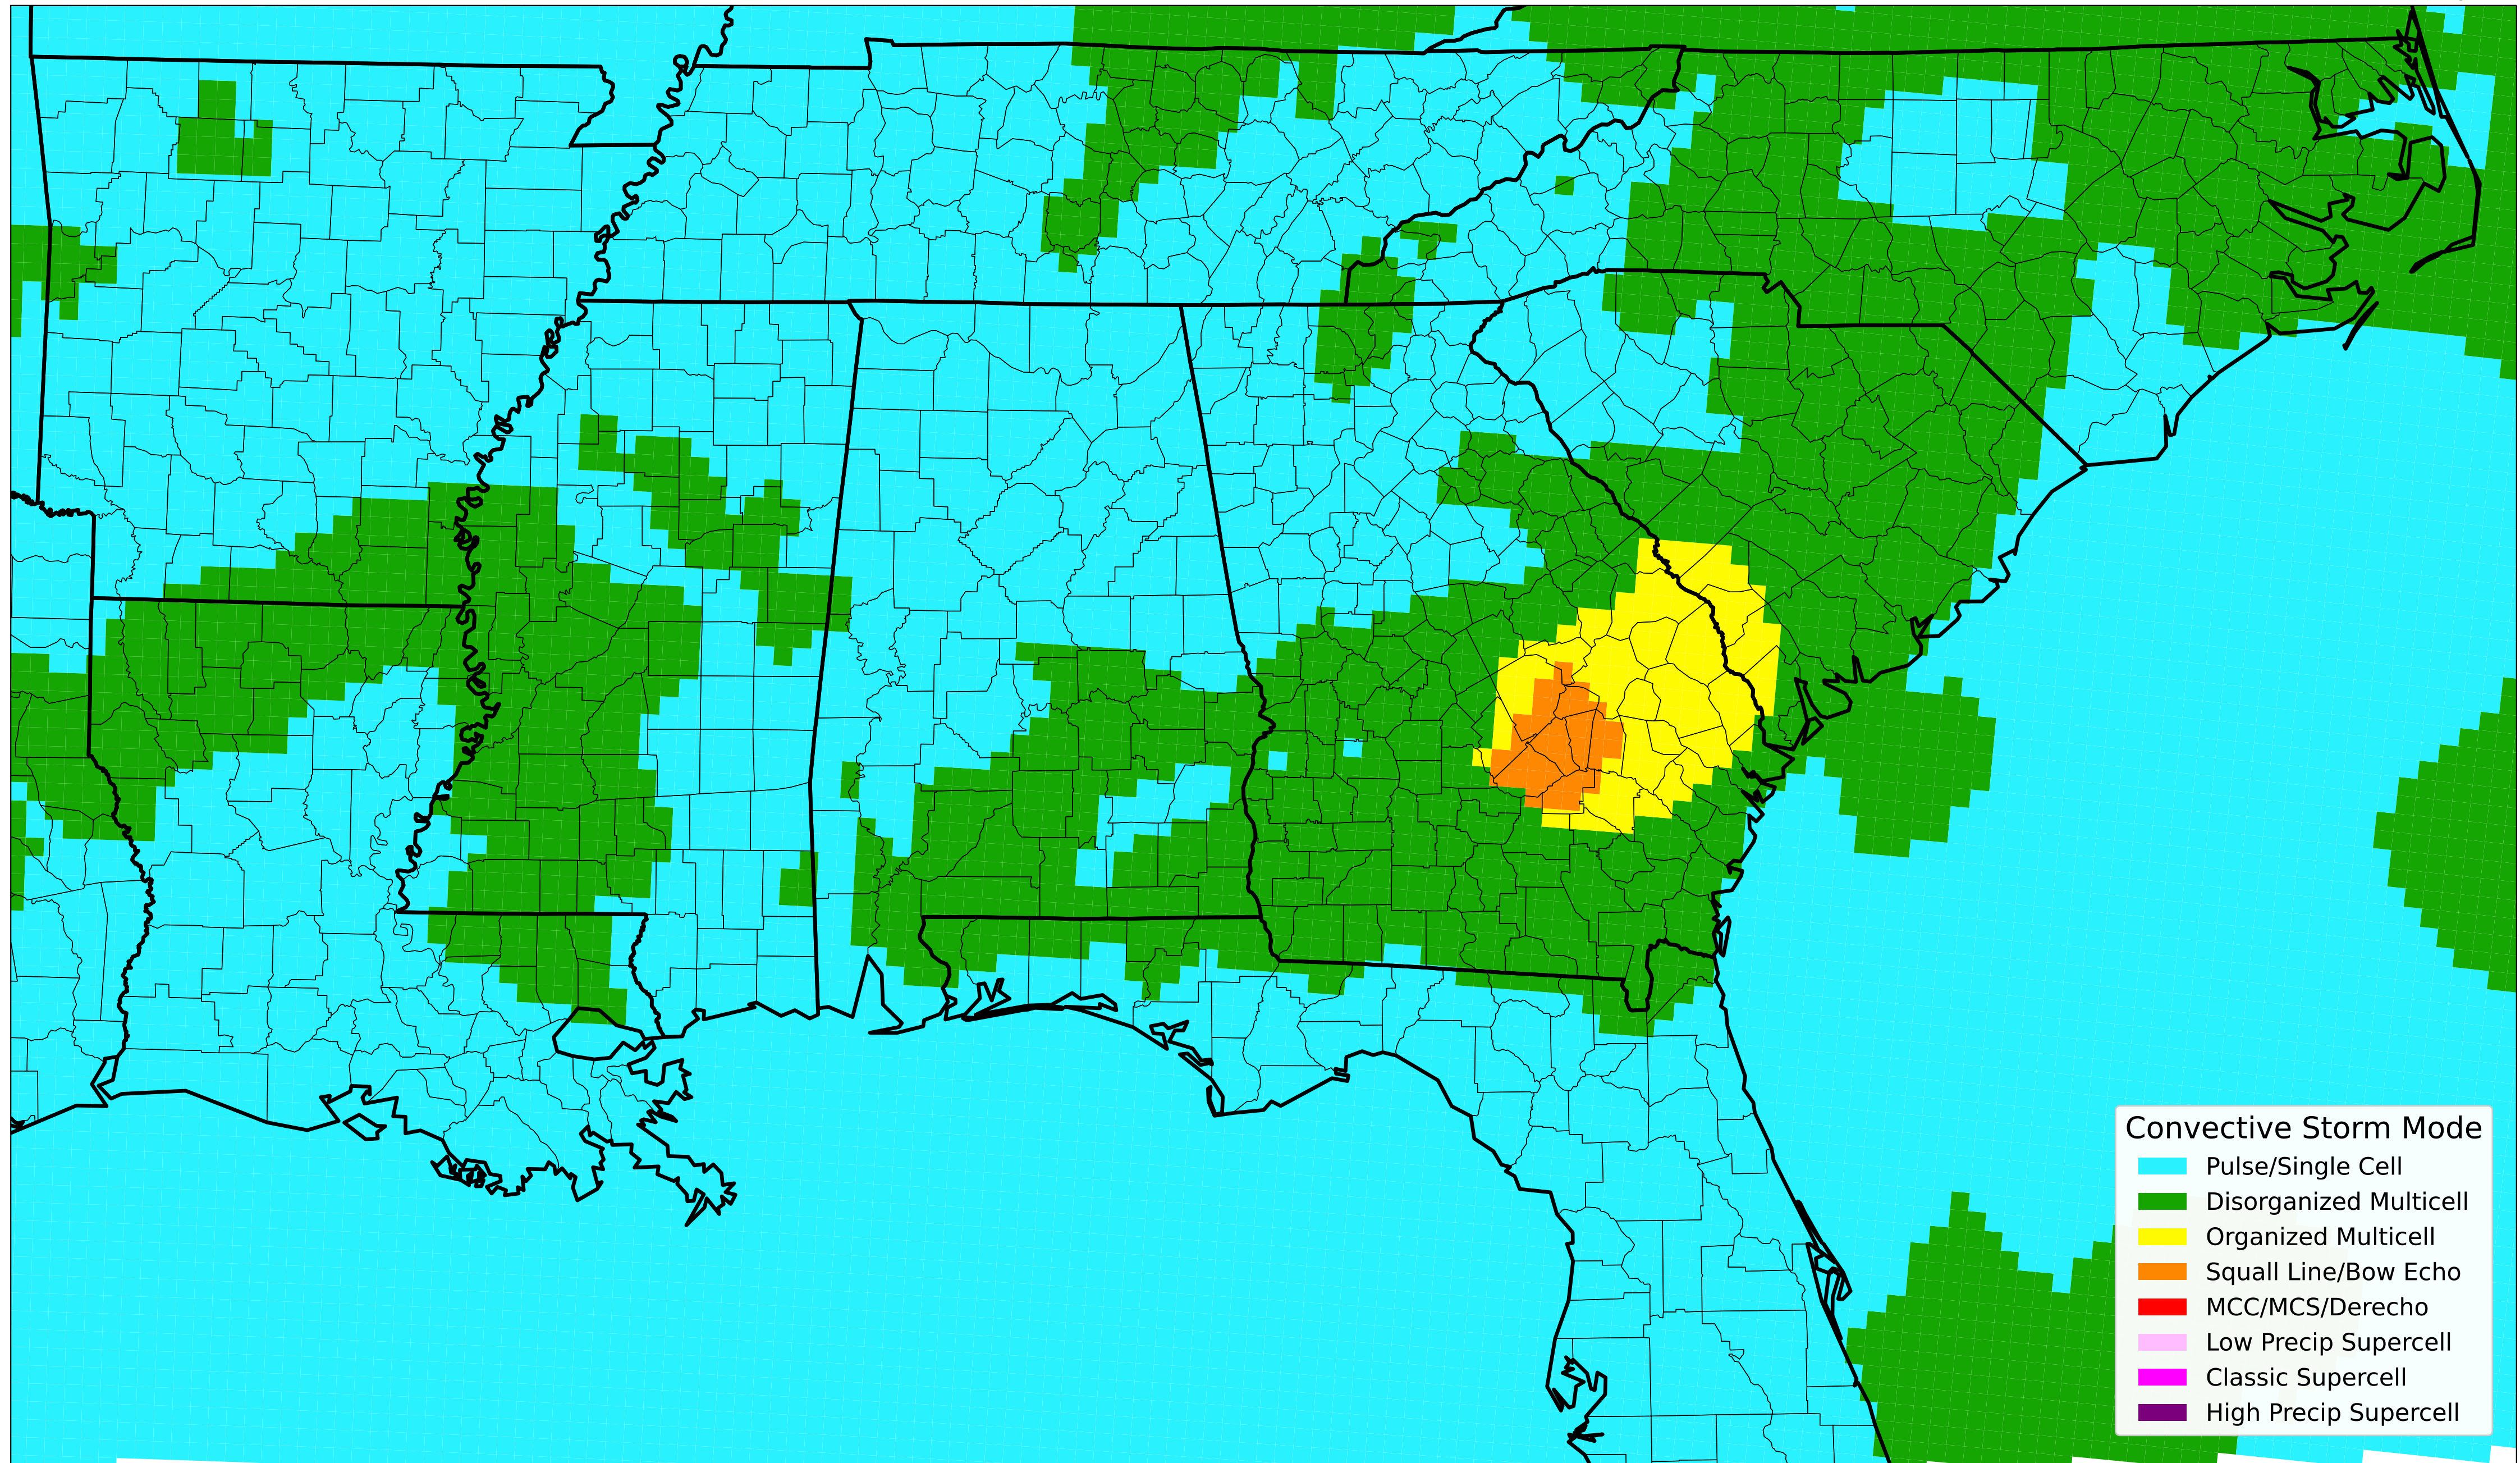 Convective Storm Mode
Pulse/Single Cell
Disorganized Multicell
Organized Multicell
Squall Line/Bow Echo
MCC/MCS/Derecho
Low Precip Supercell
Classic Supercell
High Precip Supercell